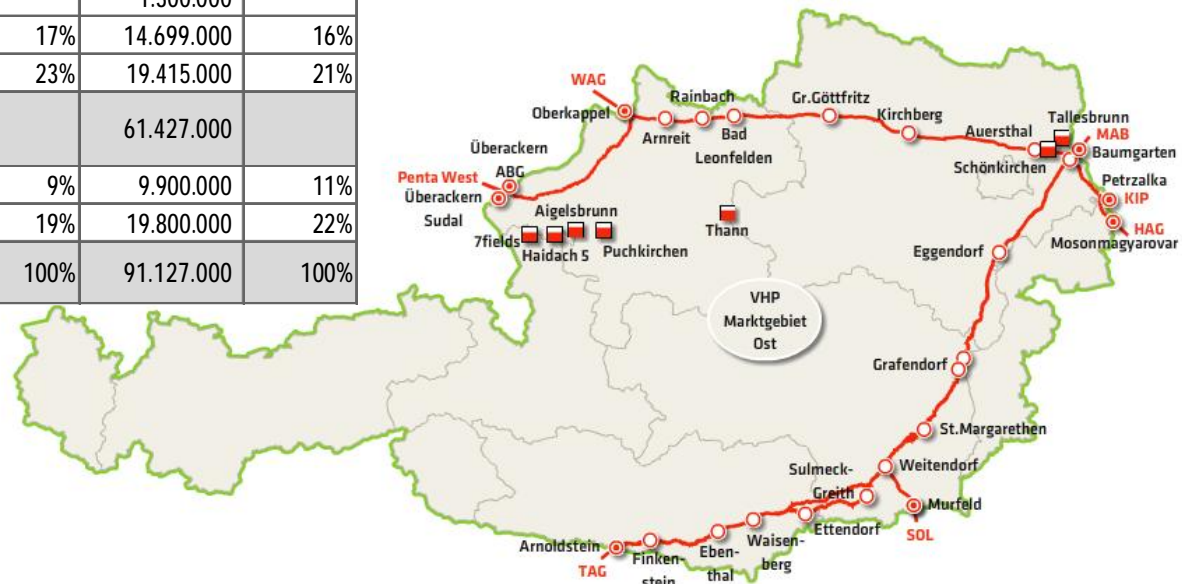 1.300.000
17% 14.699.000 16%
23% 19.415.000 21%
61.427.000
9% 9.900.000 11%
19% 19.800.000 22%
100% 91.127.000 100%
WAG
Oberkappel
Rainbach
Arnreit
Bad
Leonfelden
Gr.Göttfritz
Kirchberg
Auersthal
Tallesbrunn
MAB
Baumgarten
Schönkirchen
Petrzalka
KIP
HAG
Mosonmagyarovar
Überackern
ABG
Penta West
Überackern
Sudal
Aigelsbrunn
7fields
Haidach 5
Puchkirchen
Thann
Eggendorf
VHP
Marktgebiet
Ost
Grafendorf
St.Margarethen
Sulmeck-
Greith
Weitendorf
Murfeld
SOL
Ettendorf
Waisen-
berg
Eben-
thal
Finken-
stein
Arnoldstein
TAG